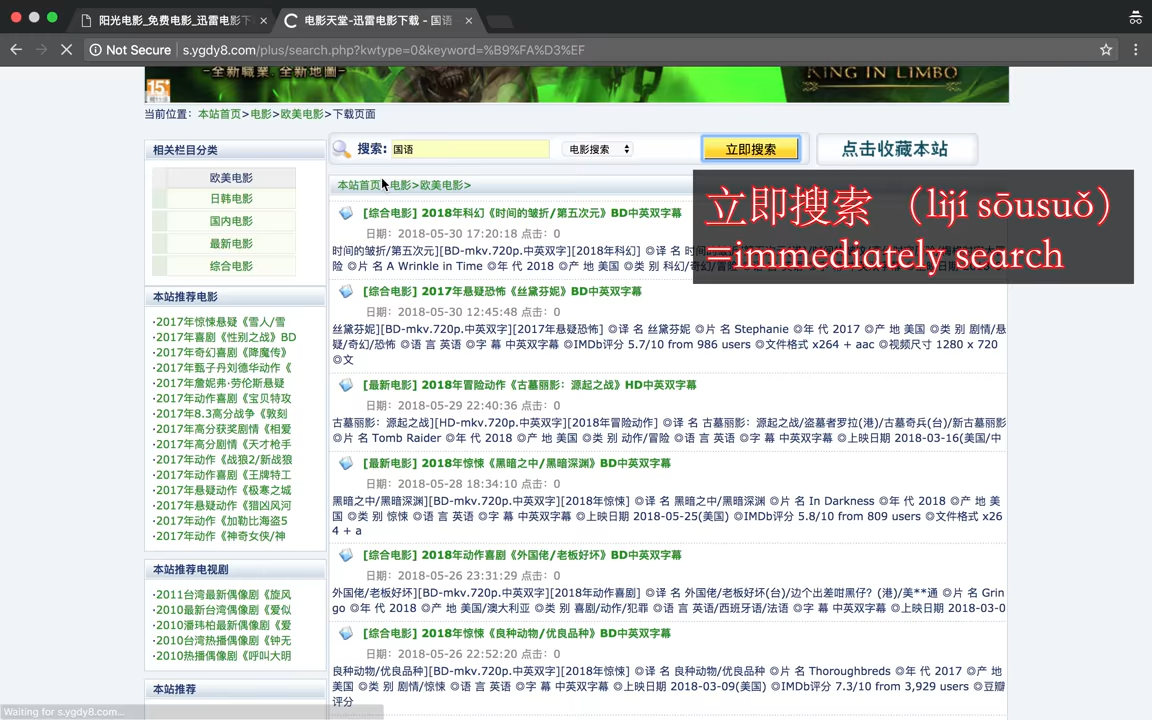 阳光电影_免费电影_迅雷电影下
电影天堂-迅雷电影下载 - 国语
Not Secure
s.ygdy8.com/plus/search.php?kwtype=0&keyword=%B9%FA%D3%EF
-全新職業.全新地圖-
KING IN LIMBO
15+
当前位置：本站首页>电影>欧美电影>下载页面
相关栏目分类
欧美电影
日韩电影
国内电影
最新电影
综合电影
本站推荐电影
·2017年惊悚悬疑《雪人/雪
·2017年喜剧《性别之战》BD
·2017年奇幻喜剧《降魔传》
·2017年甄子丹刘德华动作《
·2017年詹妮弗·劳伦斯悬疑
·2017年动作喜剧《宝贝特攻
·2017年8.3高分战争《敦刻
·2017年高分获奖剧情《相爱
·2017年高分剧情《天才枪手
·2017年动作《战狼2/新战狼
·2017年动作喜剧《王牌特工
·2017年悬疑动作《极寒之城
·2017年悬疑动作《猎凶风河
·2017年动作《加勒比海盗5
·2017年动作《神奇女侠/神
本站推荐电视剧
·2011台湾最新偶像剧《旋风
·2010最新台湾偶像剧《爱似
·2010潘玮柏最新偶像剧《爱
·2010台湾热播偶像剧《钟无
·2010热播偶像剧《呼叫大明
本站推荐
搜索:
国语
电影搜索
立即搜索
点击收藏本站
立即搜索 （lìjí sōusuǒ）
=immediately search
本站首页>电影>欧美电影>
[综合电影] 2018年科幻《时间的皱折/第五次元》BD中英双字幕
日期：2018-05-30 17:20:18 点击：0
时间的皱折/第五次元][BD-mkv.720p.中英双字][2018年科幻] ◎译 名 时间
险 ◎片 名 A Wrinkle in Time ◎年 代 2018 ◎产 地 美国 ◎类 别 科幻/奇幻/冒险
[综合电影] 2017年悬疑恐怖《丝黛芬妮》BD中英双字幕
日期：2018-05-30 12:45:48 点击：0
丝黛芬妮][BD-mkv.720p.中英双字][2017年悬疑恐怖] ◎译 名 丝黛芬妮 ◎片 名 Stephanie ◎年 代 2017 ◎产 地 美国 ◎类 别 剧情/悬
疑/奇幻/恐怖 ◎语 言 英语 ◎字 幕 中英双字幕 ◎IMDb评分 5.7/10 from 986 users ◎文件格式 x264 + aac ◎视频尺寸 1280 x 720
◎文
[最新电影] 2018年冒险动作《古墓丽影：源起之战》HD中英双字幕
日期：2018-05-29 22:40:36 点击：0
古墓丽影：源起之战][HD-mkv.720p.中英双字][2018年冒险动作] ◎译 名 古墓丽影：源起之战/盗墓者罗拉(港)/古墓奇兵(台)/新古墓丽影
◎片 名 Tomb Raider ◎年 代 2018 ◎产 地 美国 ◎类 别 动作/冒险 ◎语 言 英语 ◎字 幕 中英双字幕 ◎上映日期 2018-03-16(美国/中
[最新电影] 2018年惊悚《黑暗之中/黑暗深渊》BD中英双字幕
日期：2018-05-28 18:34:10 点击：0
黑暗之中/黑暗深渊][BD-mkv.720p.中英双字][2018年惊悚] ◎译 名 黑暗之中/黑暗深渊 ◎片 名 In Darkness ◎年 代 2018 ◎产 地 美
国 ◎类 别 惊悚 ◎语 言 英语 ◎字 幕 中英双字幕 ◎上映日期 2018-05-25(美国) ◎IMDb评分 5.8/10 from 809 users ◎文件格式 x26
4 + a
[综合电影] 2018年动作喜剧《外国佬/老板好坏》BD中英双字幕
日期：2018-05-26 23:31:29 点击：0
外国佬/老板好坏][BD-mkv.720p.中英双字][2018年动作喜剧] ◎译 名 外国佬/老板好坏(台)/边个出差咁黑仔？(港)/美**通 ◎片 名 Grin
go ◎年 代 2018 ◎产 地 美国/澳大利亚 ◎类 别 喜剧/动作/犯罪 ◎语 言 英语/西班牙语/法语 ◎字 幕 中英双字幕 ◎上映日期 2018-03-0
[综合电影] 2018年惊悚《良种动物/优良品种》BD中英双字幕
日期：2018-05-26 22:52:20 点击：0
良种动物/优良品种][BD-mkv.720p.中英双字][2018年惊悚] ◎译 名 良种动物/优良品种 ◎片 名 Thoroughbreds ◎年 代 2017 ◎产 地
美国 ◎类 别 剧情/惊悚 ◎语 言 英语 ◎字 幕 中英双字幕 ◎上映日期 2018-03-09(美国) ◎IMDb评分 7.3/10 from 3,929 users ◎豆瓣
评分
Waiting for s.ygdy8.com...